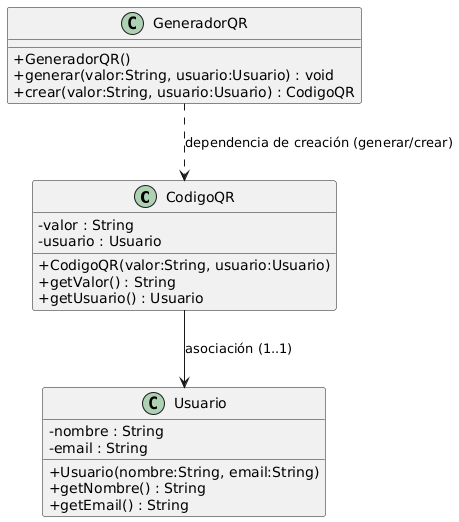 C GeneradorQR
+GeneradorQR()
+generar(valor:String, usuario:Usuario) : void
+crear(valor:String, usuario:Usuario) : CodigoQR
dependencia de creación (generar/crear)
C CodigoQR
-valor : String
-usuario : Usuario
+CodigoQR(valor:String, usuario:Usuario)
+getValor() : String
+getUsuario() : Usuario
asociación (1..1)
C Usuario
-nombre : String
-email : String
+Usuario(nombre:String, email:String)
+getNombre() : String
+getEmail() : String